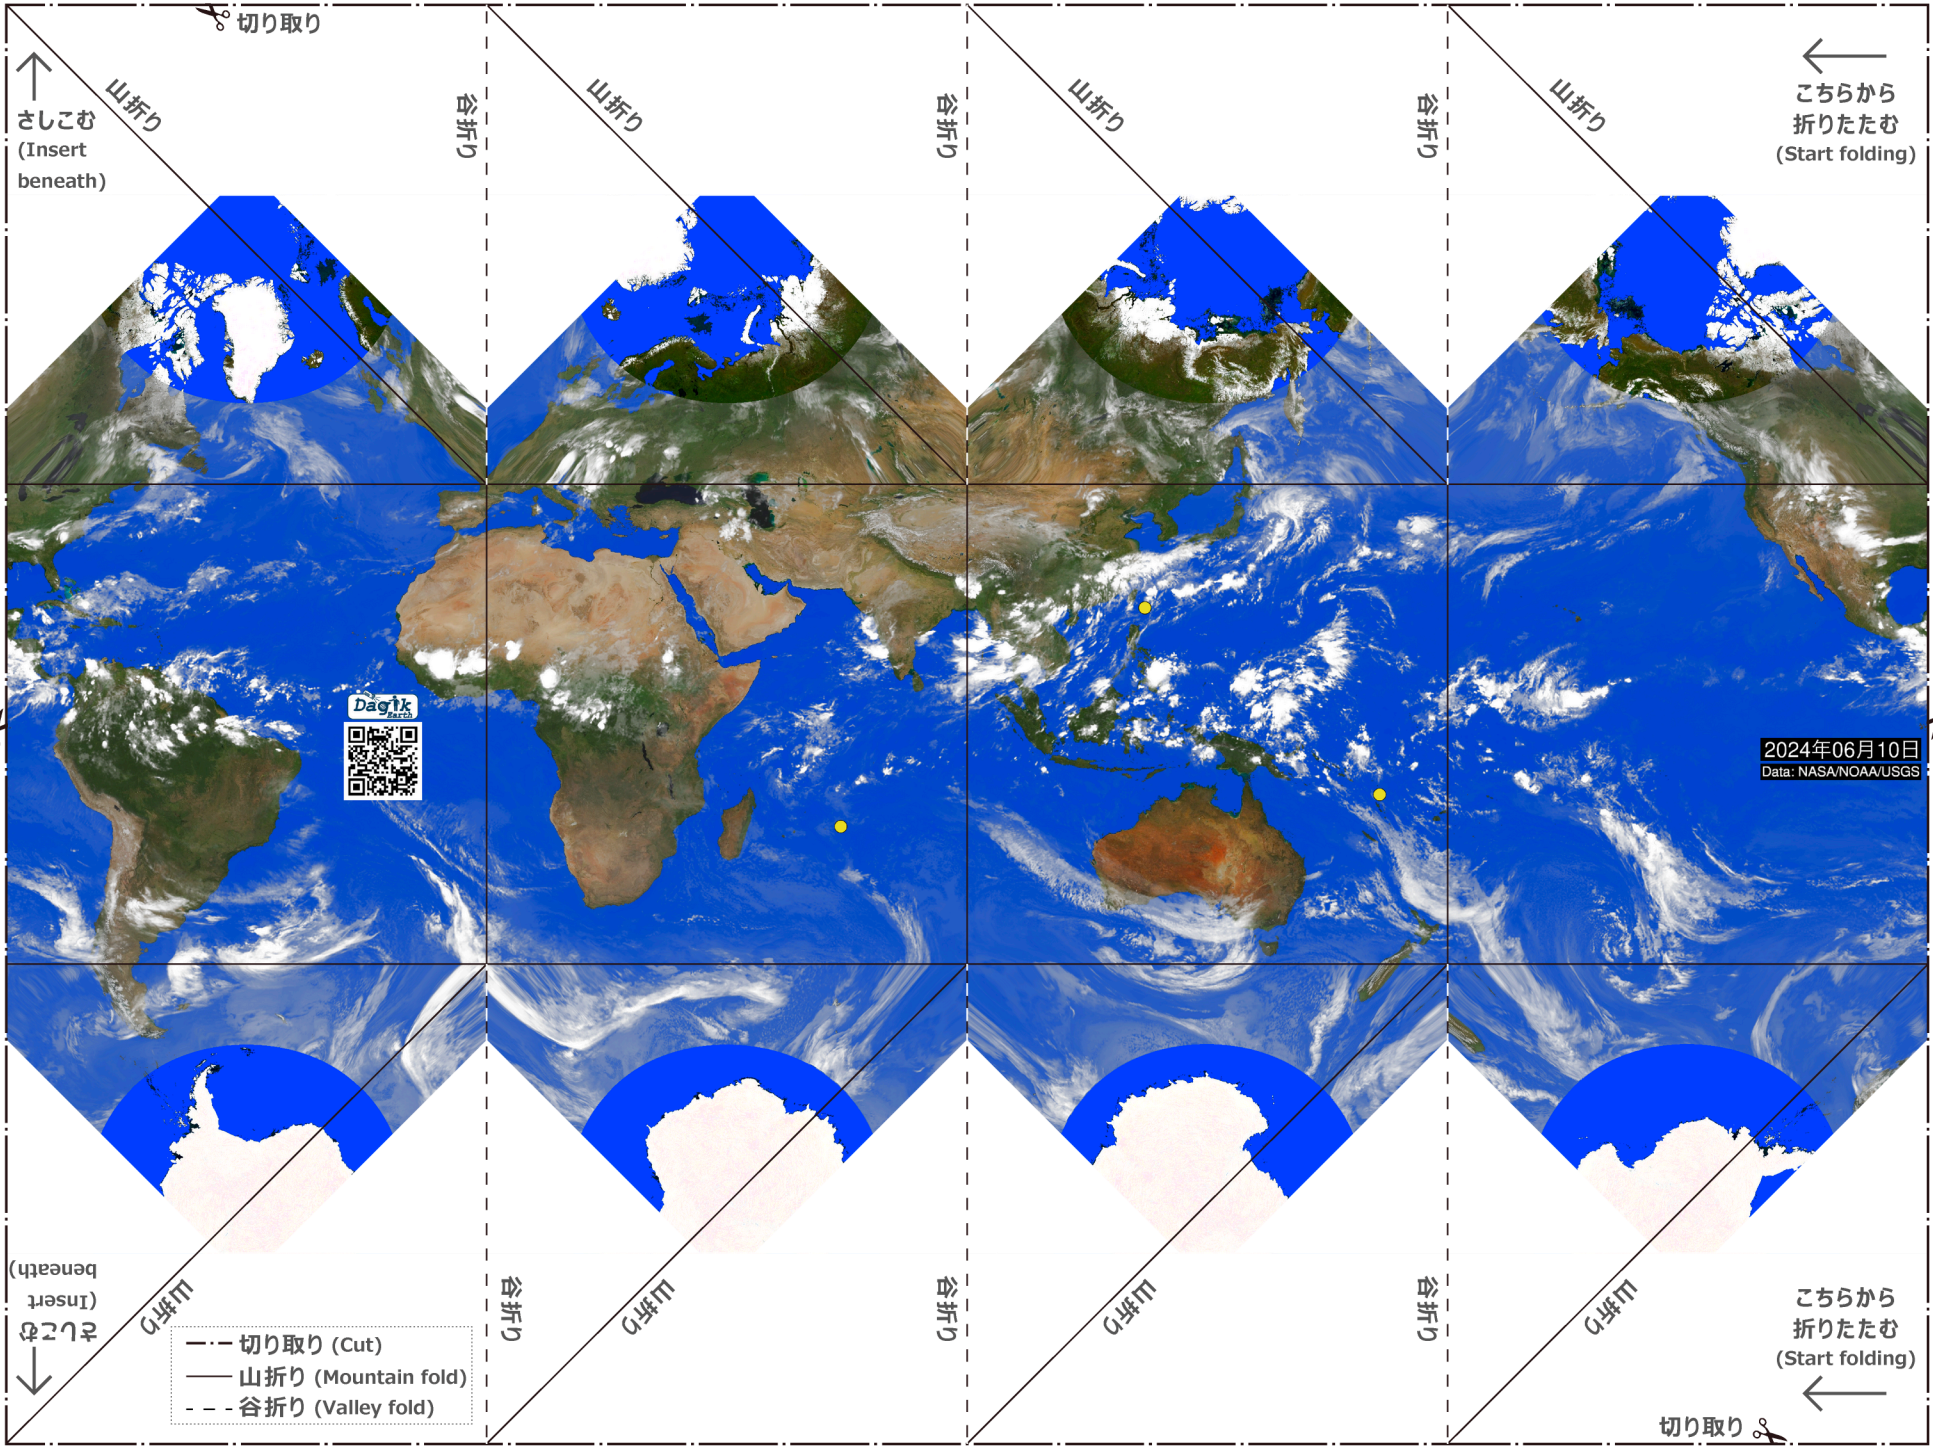 切り取り
山折り
谷折り
山折り
谷折り
山折り
谷折り
山折り
さしこむ
(Insert
beneath)
こちらから
折りたたむ
(Start folding)
Dagik
Earth
2024年06月10日
Data: NASA/NOAA/USGS
さしこむ
(Insert
beneath)
山折り
谷折り
山折り
谷折り
山折り
谷折り
山折り
こちらから
折りたたむ
(Start folding)
切り取り (Cut)
山折り (Mountain fold)
谷折り (Valley fold)
切り取り